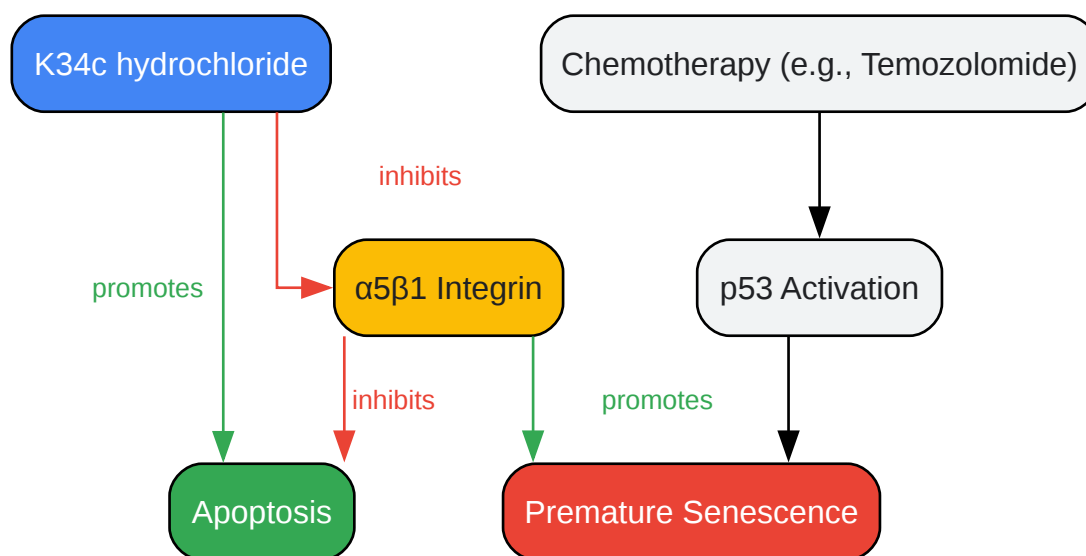 K34c hydrochloride
Chemotherapy (e.g., Temozolomide)
inhibits
promotes
α5β1 Integrin
p53 Activation
inhibits
promotes
Apoptosis
Premature Senescence